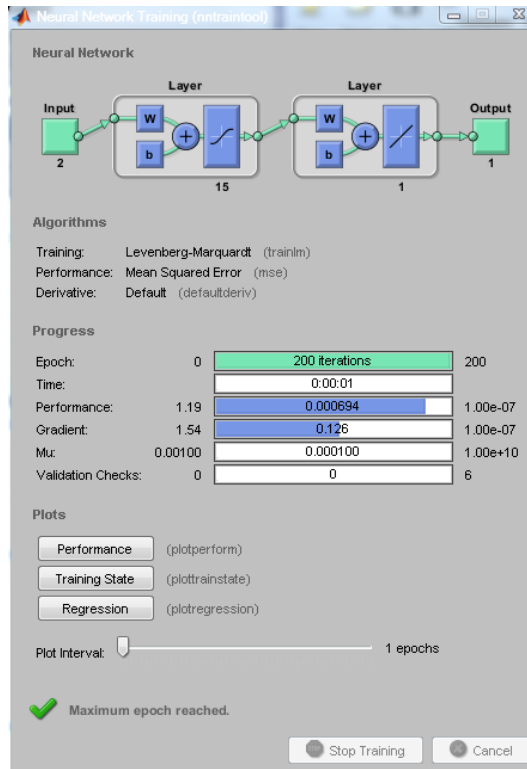 Neural Network Training (nntraintool)
Neural Network
Layer Layer
Input Output
W W
b b
2 15 1 1
Algorithms
Training: Levenberg-Marquardt (trainlm)
Performance: Mean Squared Error (mse)
Derivative: Default (defaultderiv)
Progress
Epoch: 0 200 iterations 200
Time: 0:00:01
Performance: 1.19 0.000694 1.00e-07
Gradient: 1.54 0.126 1.00e-07
Mu: 0.00100 0.000100 1.00e+10
Validation Checks: 0 0 6
Plots
Performance (plotperform)
Training State (plottrainstate)
Regression (plotregression)
Plot Interval: 1 epochs
Maximum epoch reached.
Stop Training Cancel